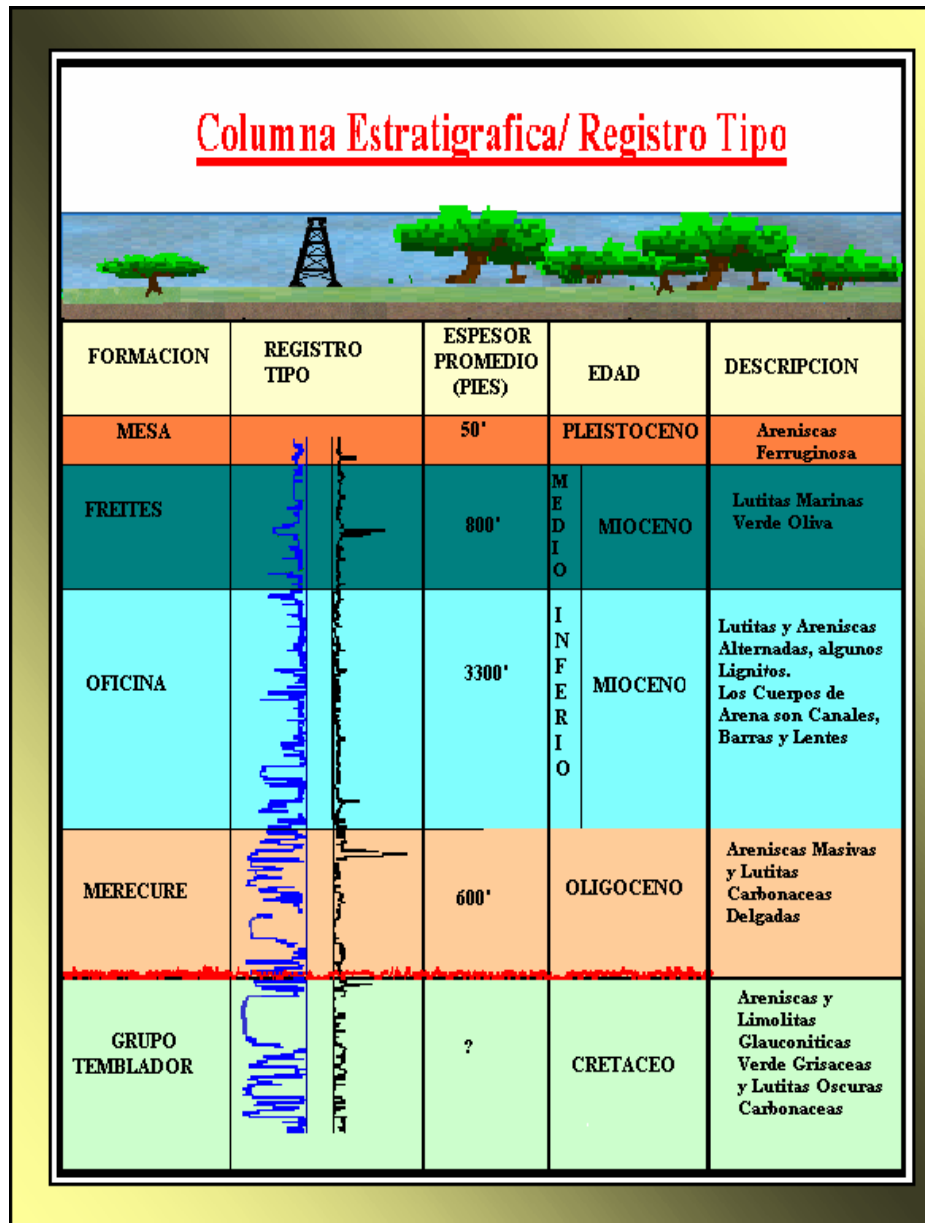 Columna Estratigrafica/ Registro Tipo
FORMACION
REGISTRO
TIPO
ESPESOR
PROMEDIO
(PIES)
EDAD
DESCRIPCION
MESA
50'
PLEISTOCENO
Areniscas
Ferruginosa
FREITES
800'
MEDIO
MIOCENO
Lutitas Marinas
Verde Oliva
OFICINA
3300'
INFERIO
MIOCENO
Lutitas y Areniscas
Alternadas, algunos
Lignitos.
Los Cuerpos de
Arena son Canales,
Barras y Lentes
MERECURE
600'
OLIGOCENO
Areniscas Masivas
y Lutitas
Carbonaceas
Delgadas
GRUPO
TEMBLADOR
?
CRETACEO
Areniscas y
Limolitas
Glauconiticas
Verde Grisaceas
y Lutitas Oscuras
Carbonaceas